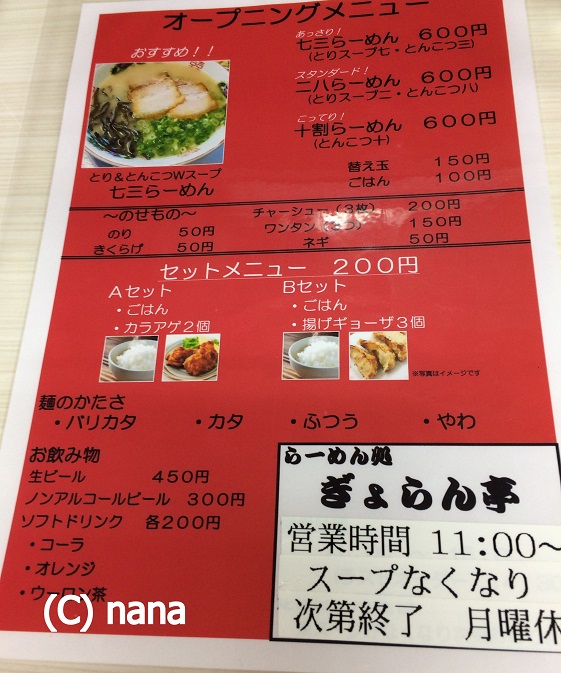 オープニングメニュー
おすすめ！！
とり＆とんこつWスープ
七三らーめん
あっさり！
七三らーめん 600円
(とりスープ七・とんこつ三)
スタンダード！
二八らーめん 600円
(とりスープ二・とんこつ八)
こってり！
十割らーめん 600円
(とんこつ十)
替え玉 150円
ごはん 100円
～のせもの～
のり 50円
きくらげ 50円
チャーシュー（3枚） 200円
ワンタン 150円
ネギ 50円
セットメニュー 200円
Aセット
・ごはん
・カラアゲ2個
Bセット
・ごはん
・揚げギョーザ3個
※写真はイメージです
麺のかたさ
・バリカタ ・カタ ・ふつう ・やわ
お飲み物
生ビール 450円
ノンアルコールビール 300円
ソフトドリンク 各200円
・コーラ
・オレンジ
・ウーロン茶
らーめん処
ぎょらん亭
営業時間 11:00～
スープなくなり
次第終了 月曜休
(C) nana